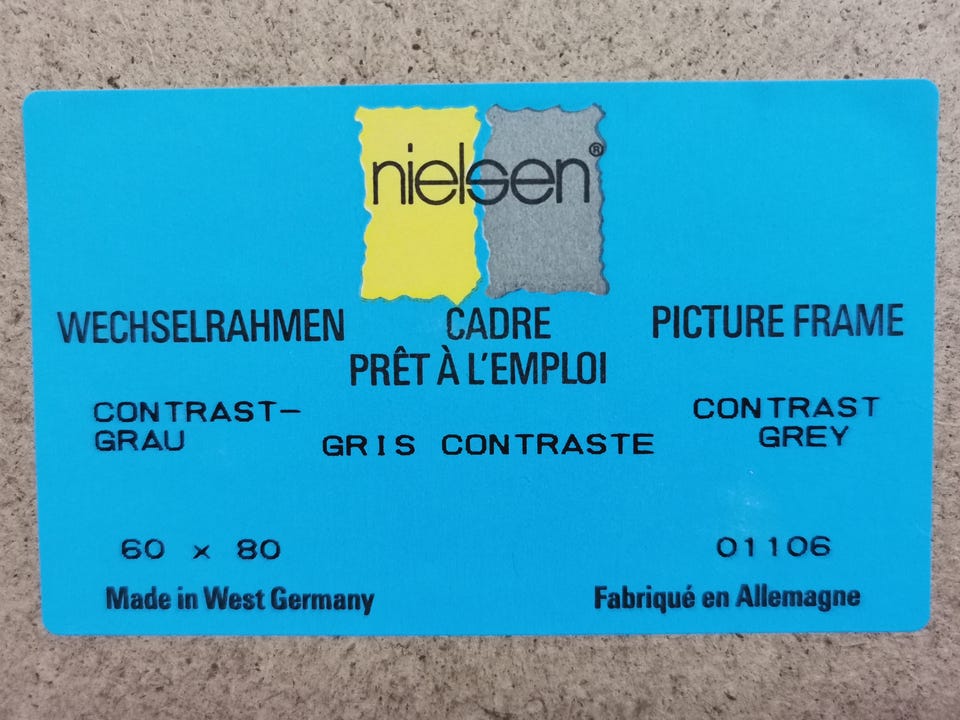 nielsen®
WECHSELRAHMEN
CADRE
PRÊT À L'EMPLOI
PICTURE FRAME
CONTRAST-
GRAU
GRIS CONTRASTE
CONTRAST
GREY
60 x 80
01106
Made in West Germany
Fabriqué en Allemagne